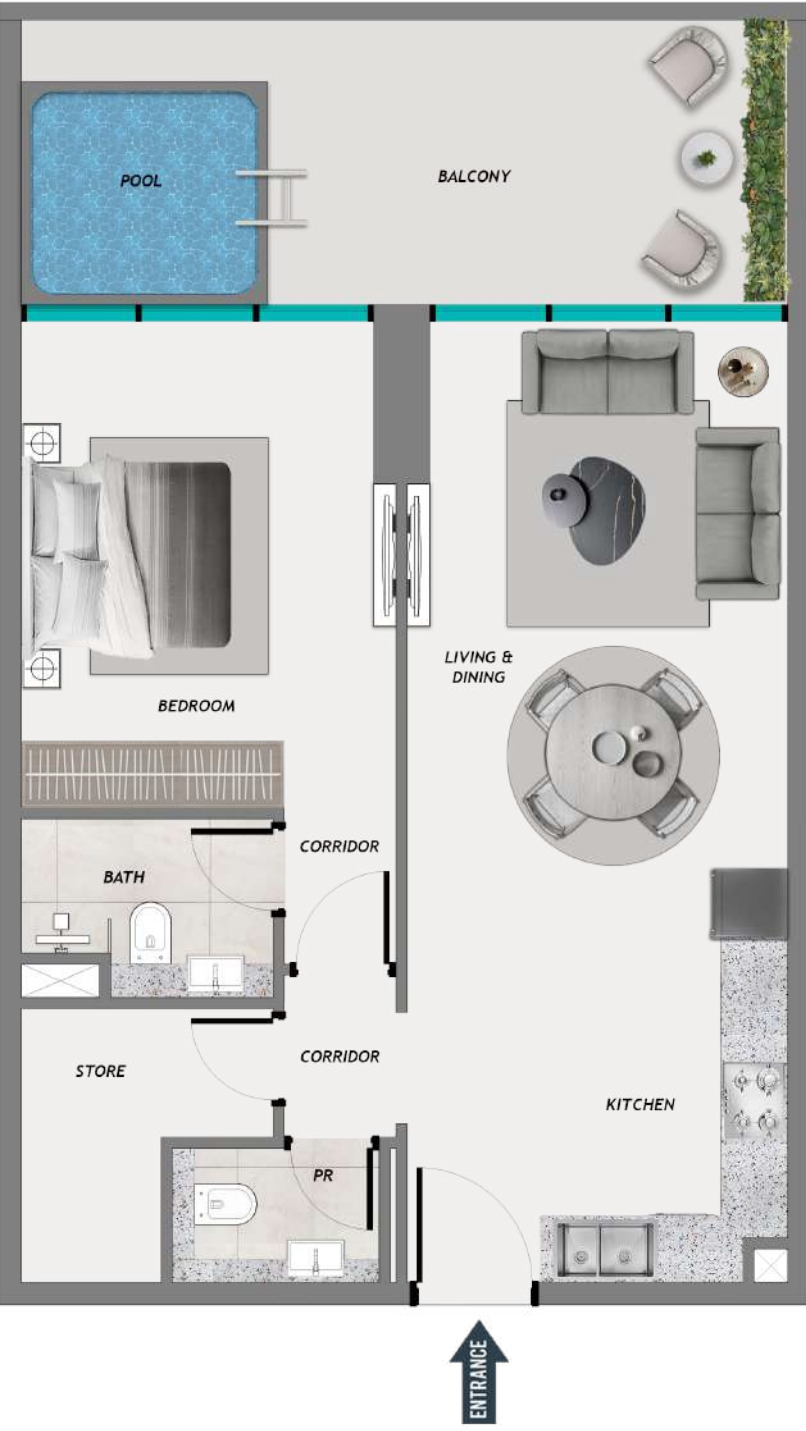 POOL
BALCONY
LIVING &
DINING
BEDROOM
CORRIDOR
BATH
CORRIDOR
STORE
KITCHEN
PR
ENTRANCE